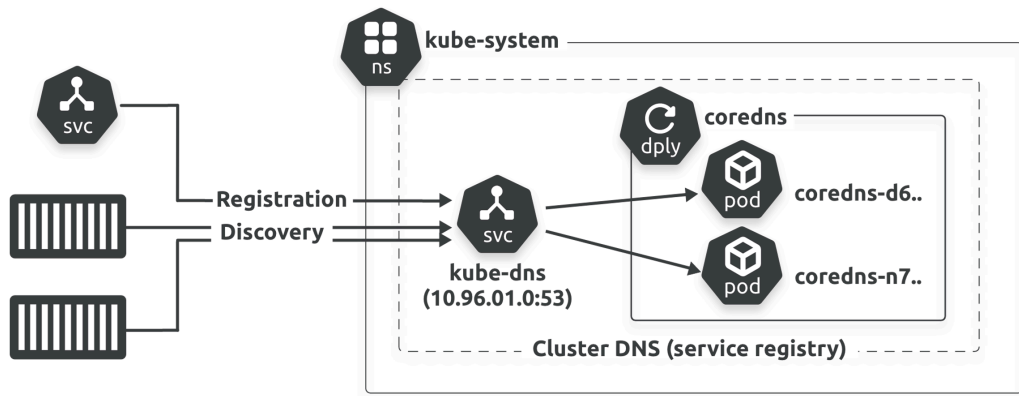 kube-system
ns
svc
coredns
dply
Registration
pod
coredns-d6..
Discovery
svc
kube-dns
(10.96.01.0:53)
pod
coredns-n7..
Cluster DNS (service registry)